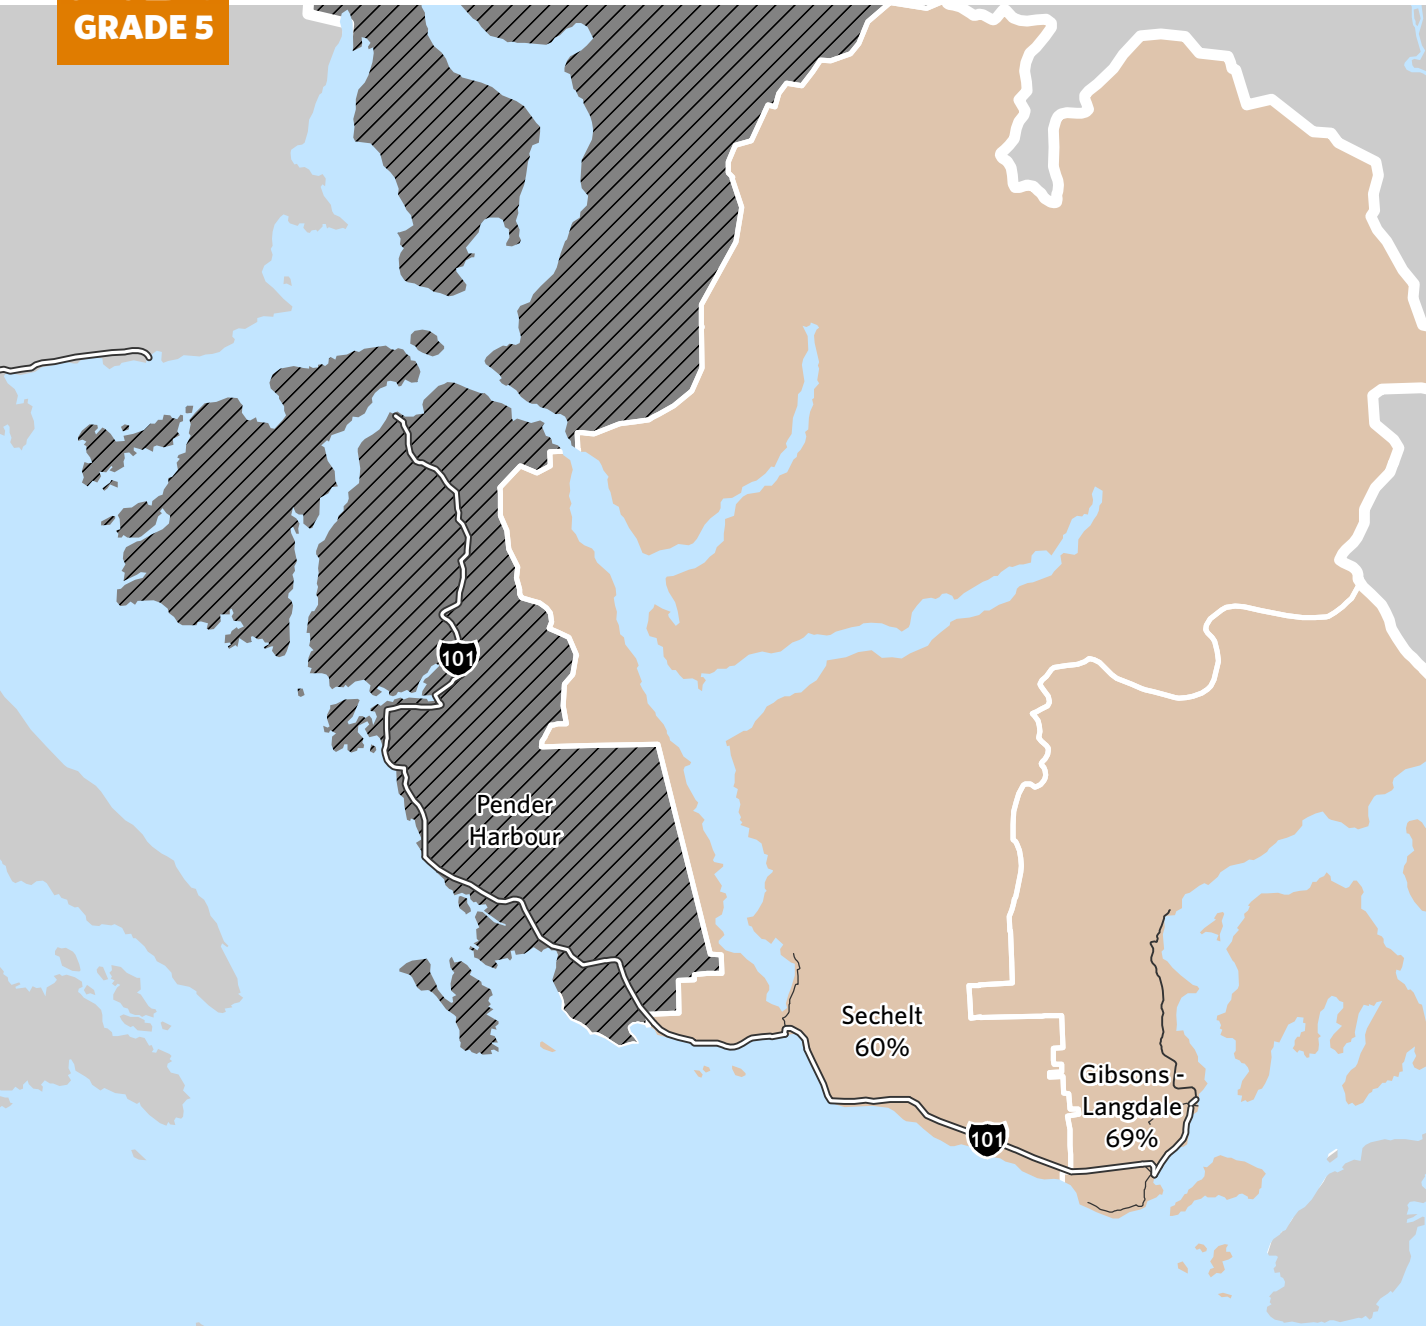 GRADE 5
101
Pender
Harbour
Sechelt
60%
Gibsons -
Langdale
69%
101